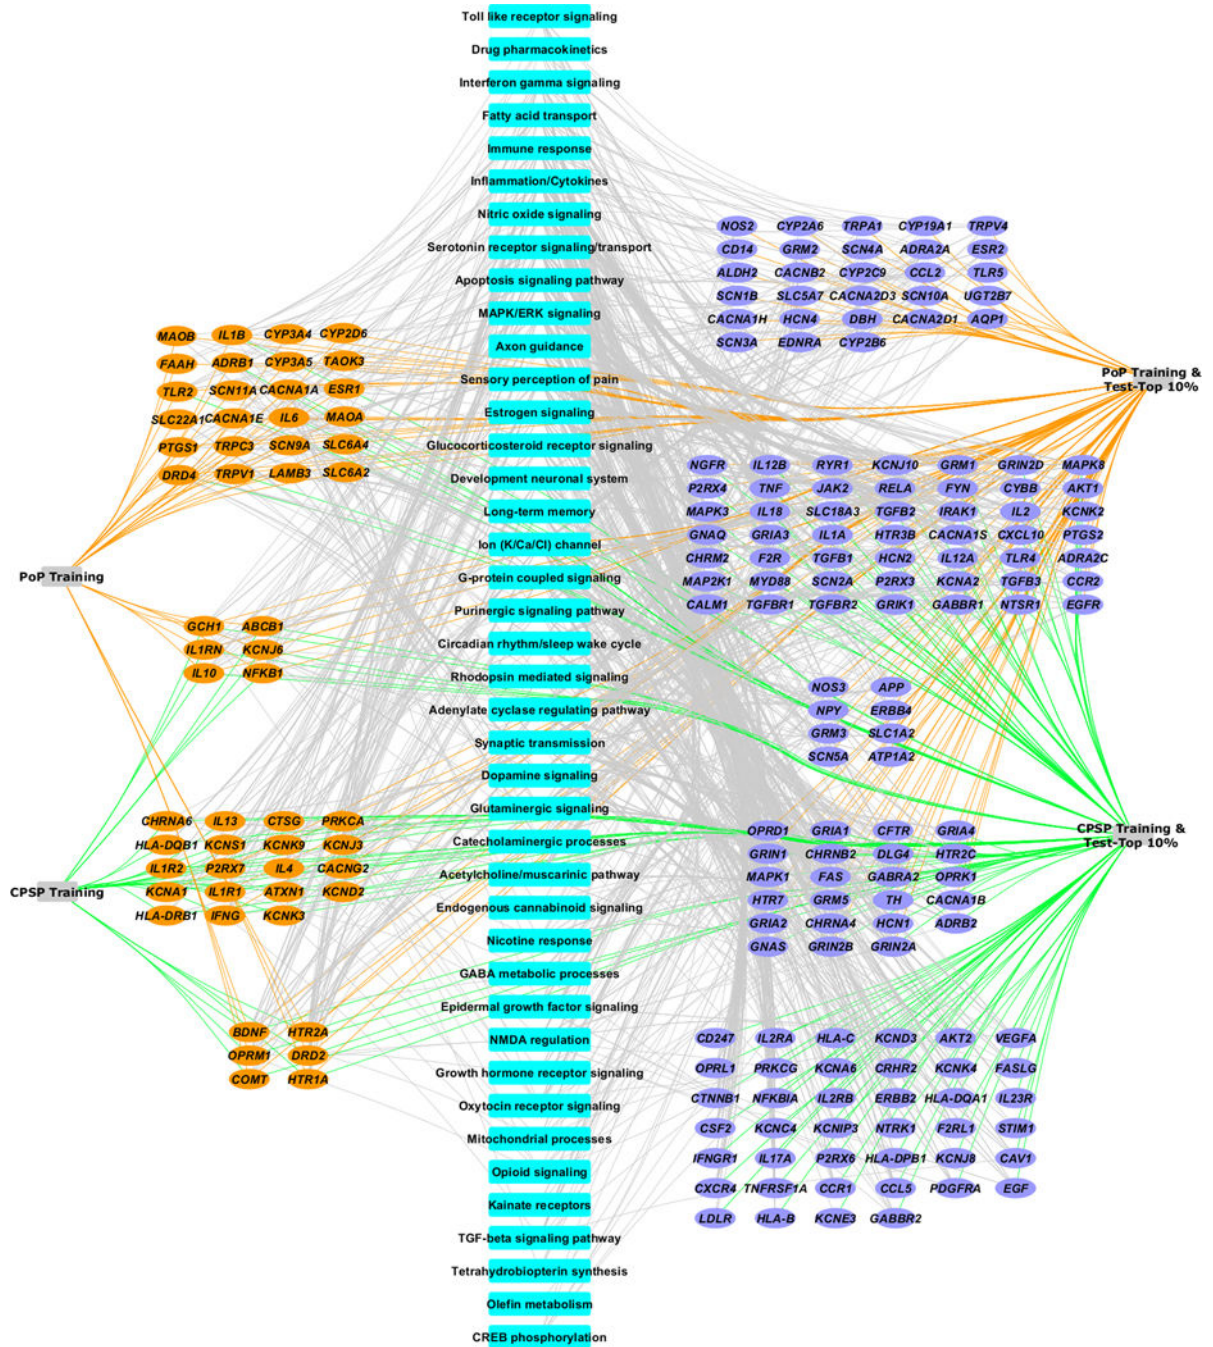 Toll like receptor signaling
Drug pharmacokinetics
Interferon gamma signaling
Fatty acid transport
Immune response
Inflammation/Cytokines
Nitric oxide signaling
Serotonin receptor signaling/transport
Apoptosis signaling pathway
MAPK/ERK signaling
Axon guidance
Sensory perception of pain
Estrogen signaling
Glucocorticosteroid receptor signaling
Development neuronal system
Long-term memory
Ion (K/Ca/Cl) channel
G-protein coupled signaling
Purinergic signaling pathway
Circadian rhythm/sleep wake cycle
Rhodopsin mediated signaling
Adenylate cyclase regulating pathway
Synaptic transmission
Dopamine signaling
Glutaminergic signaling
Catecholaminergic processes
Acetylcholine/muscarinic pathway
Endogenous cannabinoid signaling
Nicotine response
GABA metabolic processes
Epidermal growth factor signaling
NMDA regulation
Growth hormone receptor signaling
Oxytocin receptor signaling
Mitochondrial processes
Opioid signaling
Kainate receptors
TGF-beta signaling pathway
Tetrahydrobiopterin synthesis
Olefin metabolism
CREB phosphorylation
MAOB IL1B CYP3A4 CYP2D6
FAAH ADRB1 CYP3A5 TAOK3
TLR2 SCN11A CACNA1A ESR1
SLC22A1 CACNA1E IL6 MAOA
PTGS1 TRPC3 SCN9A SLC6A4
DRD4 TRPV1 LAMB3 SLC6A2
PoP Training
GCH1 ABCB1
IL1RN KCNJ6
IL10 NFKB1
CHRNA6 IL13 CTSG PRKCA
HLA-DQB1 KCNS1 KCNK9 KCNJ3
IL1R2 P2RX7 IL4 CACNG2
KCNA1 IL1R1 ATXN1 KCND2
HLA-DRB1 IFNG KCNK3
CPSP Training
BDNF HTR2A
OPRM1 DRD2
COMT HTR1A
NOS2 CYP2A6 TRPA1 CYP19A1 TRPV4
CD14 GRM2 SCN4A ADRA2A ESR2
ALDH2 CACNB2 CYP2C9 CCL2 TLR5
SCN1B SLC5A7 CACNA2D3 SCN10A UGT2B7
CACNA1H HCN4 DBH CACNA2D1 AQP1
SCN3A EDNRA CYP2B6
PoP Training &
Test-Top 10%
NGFR IL12B RYR1 KCNJ10 GRM1 GRIN2D MAPK8
P2RX4 TNF JAK2 RELA FYN CYBB AKT1
MAPK3 IL18 SLC18A3 TGFB2 IRAK1 IL2 KCNK2
GNAQ GRIA3 IL1A HTR3B CACNA1S CXCL10 PTGS2
CHRM2 F2R TGFB1 HCN2 IL12A TLR4 ADRA2C
MAP2K1 MYD88 SCN2A P2RX3 KCNA2 TGFB3 CCR2
CALM1 TGFBR1 TGFBR2 GRIK1 GABBR1 NTSR1 EGFR
NOS3 APP
NPY ERBB4
GRM3 SLC1A2
SCN5A ATP1A2
OPRD1 GRIA1 CFTR GRIA4
GRIN1 CHRNB2 DLG4 HTR2C
MAPK1 FAS GABRA2 OPRK1
HTR7 GRM5 TH CACNA1B
GRIA2 CHRNA4 HCN1 ADRB2
GNAS GRIN2B GRIN2A
CPSP Training &
Test-Top 10%
CD247 IL2RA HLA-C KCND3 AKT2 VEGFA
OPRL1 PRKCG KCNA6 CRHR2 KCNK4 FASLG
CTNNB1 NFKBIA IL2RB ERBB2 HLA-DQA1 IL23R
CSF2 KCNC4 KCNIP3 NTRK1 F2RL1 STIM1
IFNGR1 IL17A P2RX6 HLA-DPB1 KCNJ8 CAV1
CXCR4 TNFRSF1A CCR1 CCL5 PDGFRA EGF
LDLR HLA-B KCNE3 GABBR2